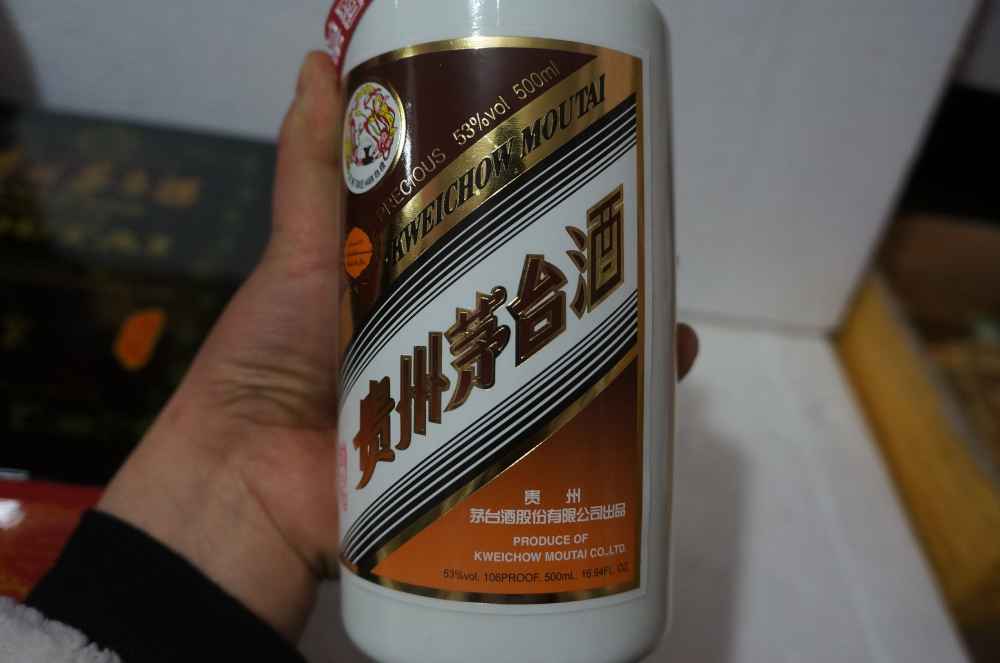 PRECIOUS 53%vol 500ml
KWEICHOW MOUTAI
贵州茅台酒
贵 州
茅台酒股份有限公司出品
PRODUCE OF
KWEICHOW MOUTAI CO.,LTD.
53%vol. 106PROOF. 500mL. 16.94FL. OZ.